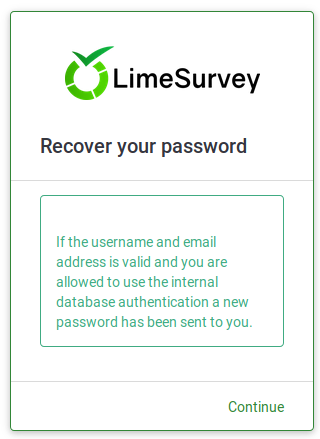 LimeSurvey
Recover your password
If the username and email
address is valid and you are
allowed to use the internal
database authentication a new
password has been sent to you.
Continue